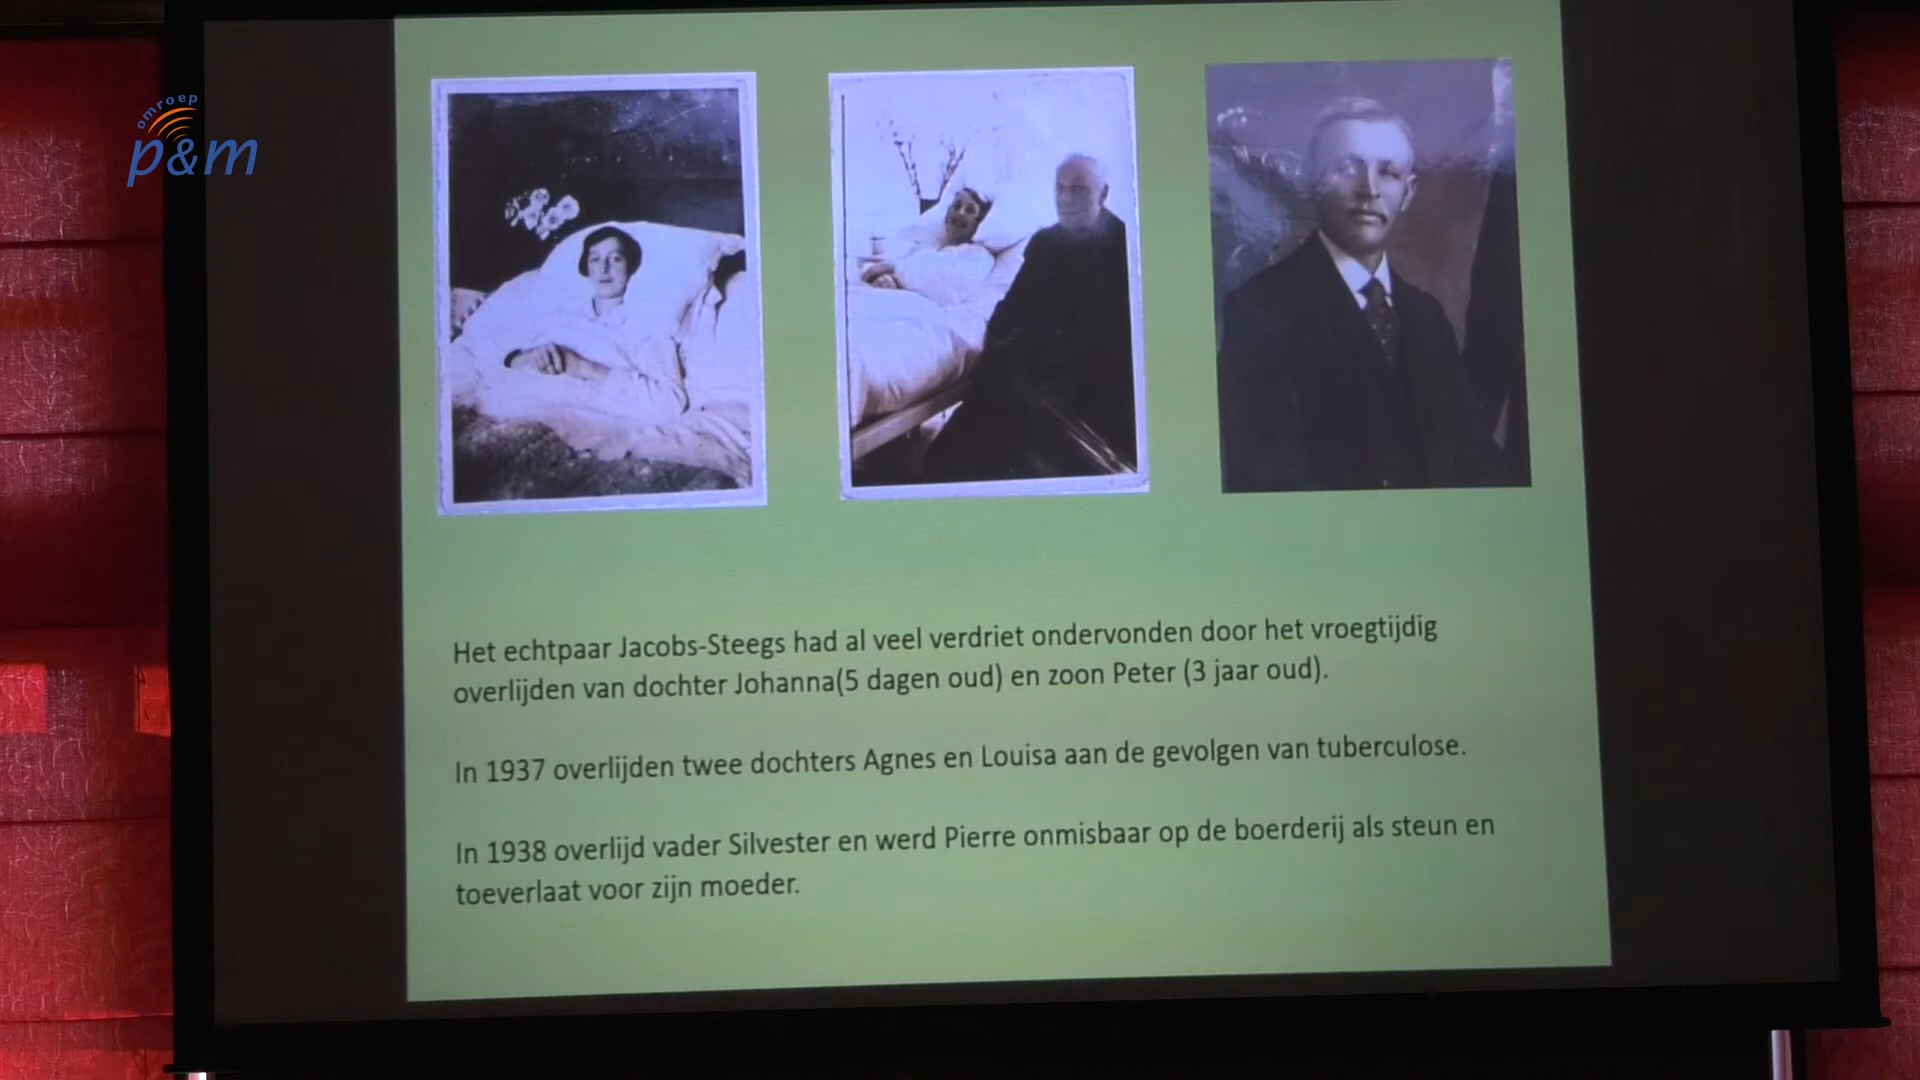 omroep
p&m
Het echtpaar Jacobs-Steegs had al veel verdriet ondervonden door het vroegtijdig
overlijden van dochter Johanna(5 dagen oud) en zoon Peter (3 jaar oud).
In 1937 overlijden twee dochters Agnes en Louisa aan de gevolgen van tuberculose.
In 1938 overlijd vader Silvester en werd Pierre onmisbaar op de boerderij als steun en
toeverlaat voor zijn moeder.